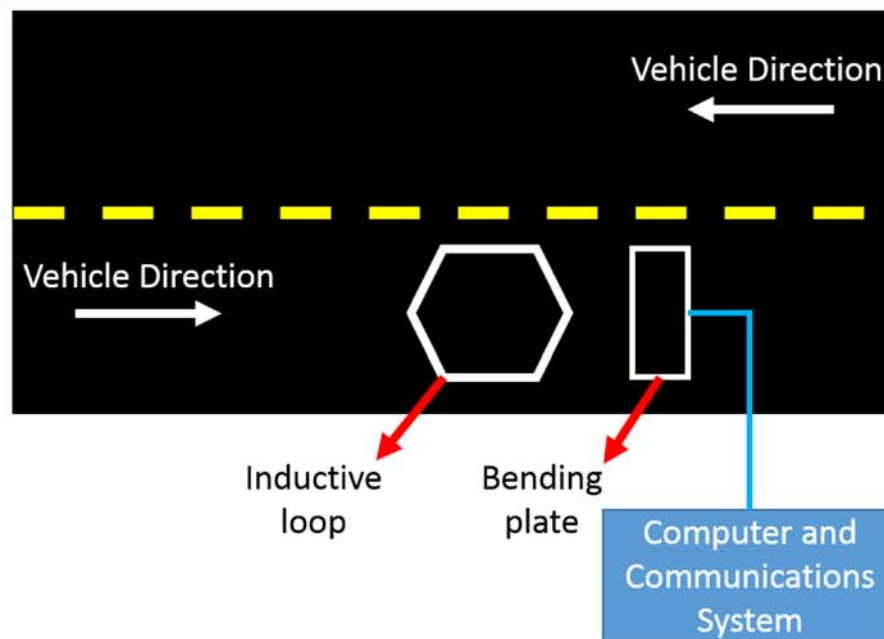 Vehicle Direction
Vehicle Direction
Inductive
loop
Bending
plate
Computer and
Communications
System